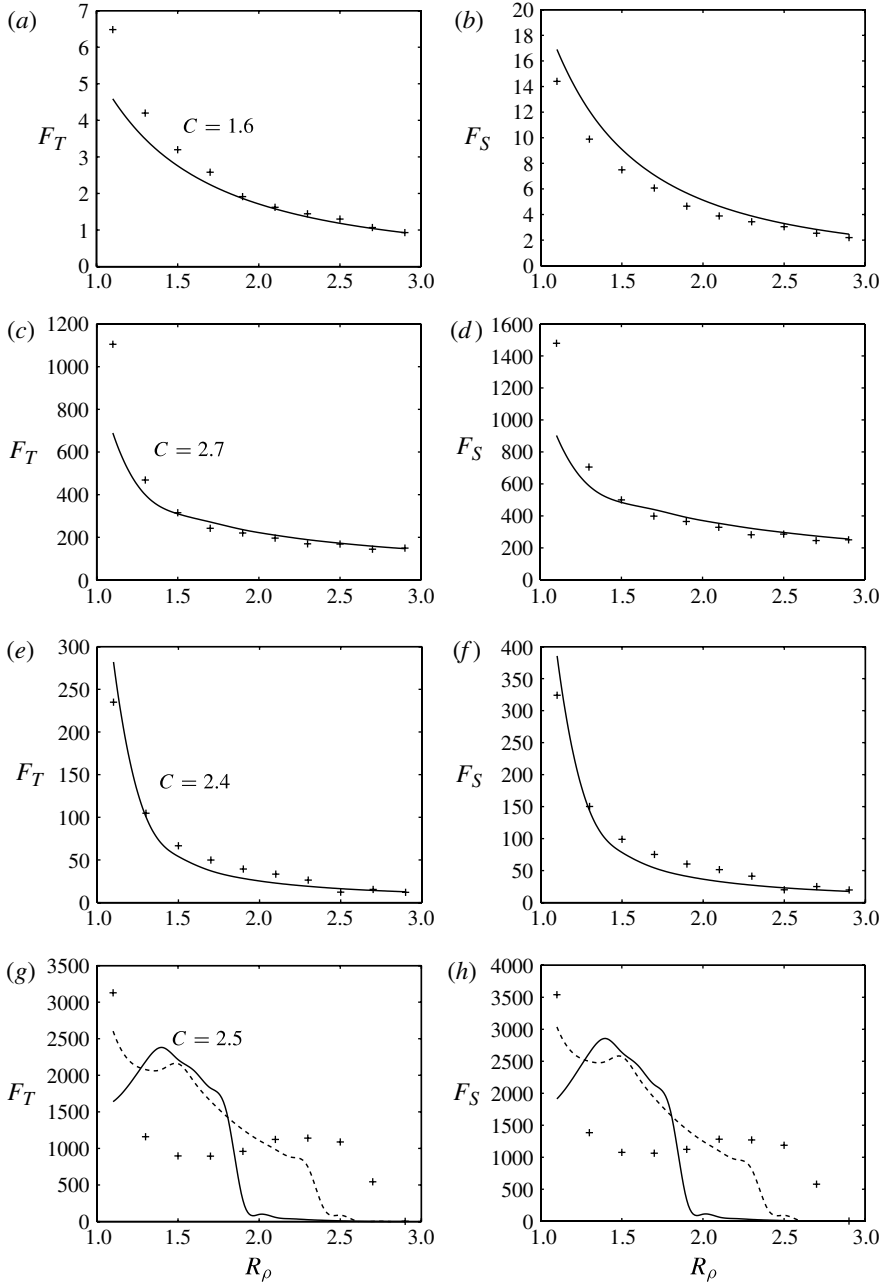 (a)
7
6
5
4
3
2
1
0
F_T
C = 1.6
1.0 1.5 2.0 2.5 3.0
(b)
20
18
16
14
12
10
8
6
4
2
0
F_S
1.0 1.5 2.0 2.5 3.0
(c)
1200
1000
800
600
400
200
0
F_T
C = 2.7
1.0 1.5 2.0 2.5 3.0
(d)
1600
1400
1200
1000
800
600
400
200
0
F_S
1.0 1.5 2.0 2.5 3.0
(e)
300
250
200
150
100
50
0
F_T
C = 2.4
1.0 1.5 2.0 2.5 3.0
(f)
400
350
300
250
200
150
100
50
0
F_S
1.0 1.5 2.0 2.5 3.0
(g)
3500
3000
2500
2000
1500
1000
500
0
F_T
C = 2.5
1.0 1.5 2.0 2.5 3.0
R_ρ
(h)
4000
3500
3000
2500
2000
1500
1000
500
0
F_S
1.0 1.5 2.0 2.5 3.0
R_ρ